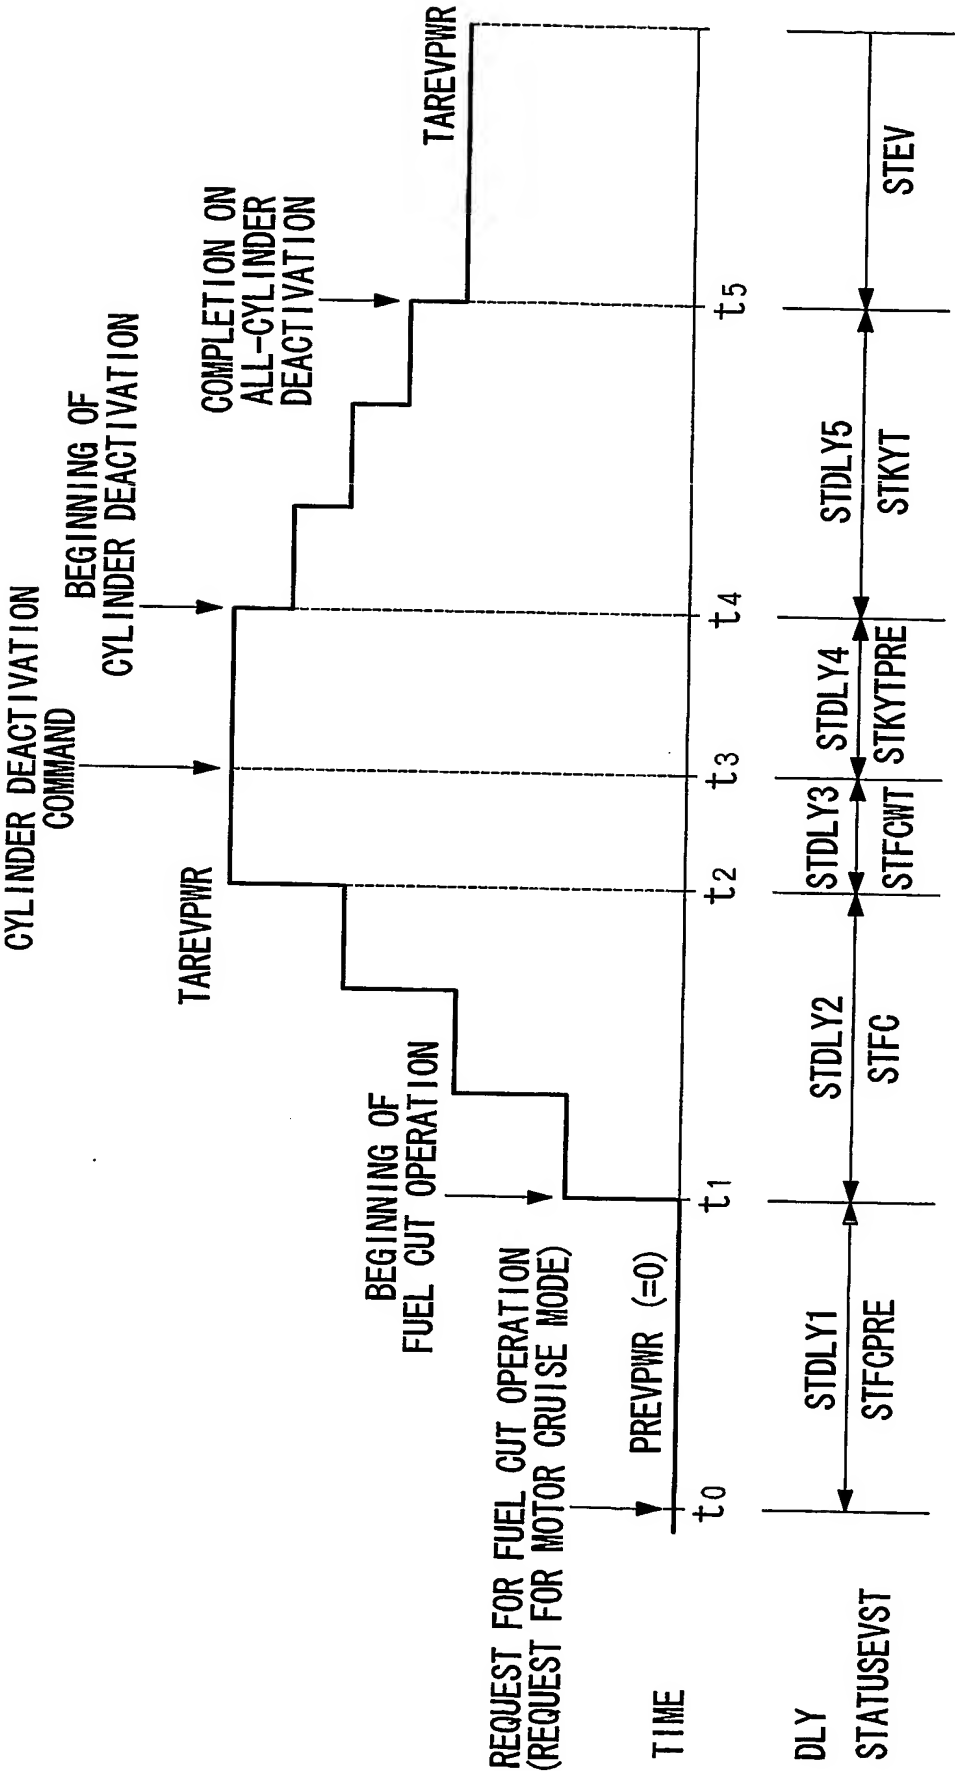 CYLINDER DEACTIVATION
COMMAND
BEGINNING OF
CYLINDER DEACTIVATION
COMPLETION ON
ALL-CYLINDER
DEACTIVATION
TAREVPWR
TAREVPWR
BEGINNING OF
FUEL CUT OPERATION
REQUEST FOR FUEL CUT OPERATION
(REQUEST FOR MOTOR CRUISE MODE)
PREVPWR (=0)
TIME
t0
t1
t2
t3
t4
t5
DLY
STDLY1
STDLY2
STDLY3
STDLY4
STDLY5
STATUSEVST
STFCPRE
STFC
STFCWT
STKYTPRE
STKYT
STEV